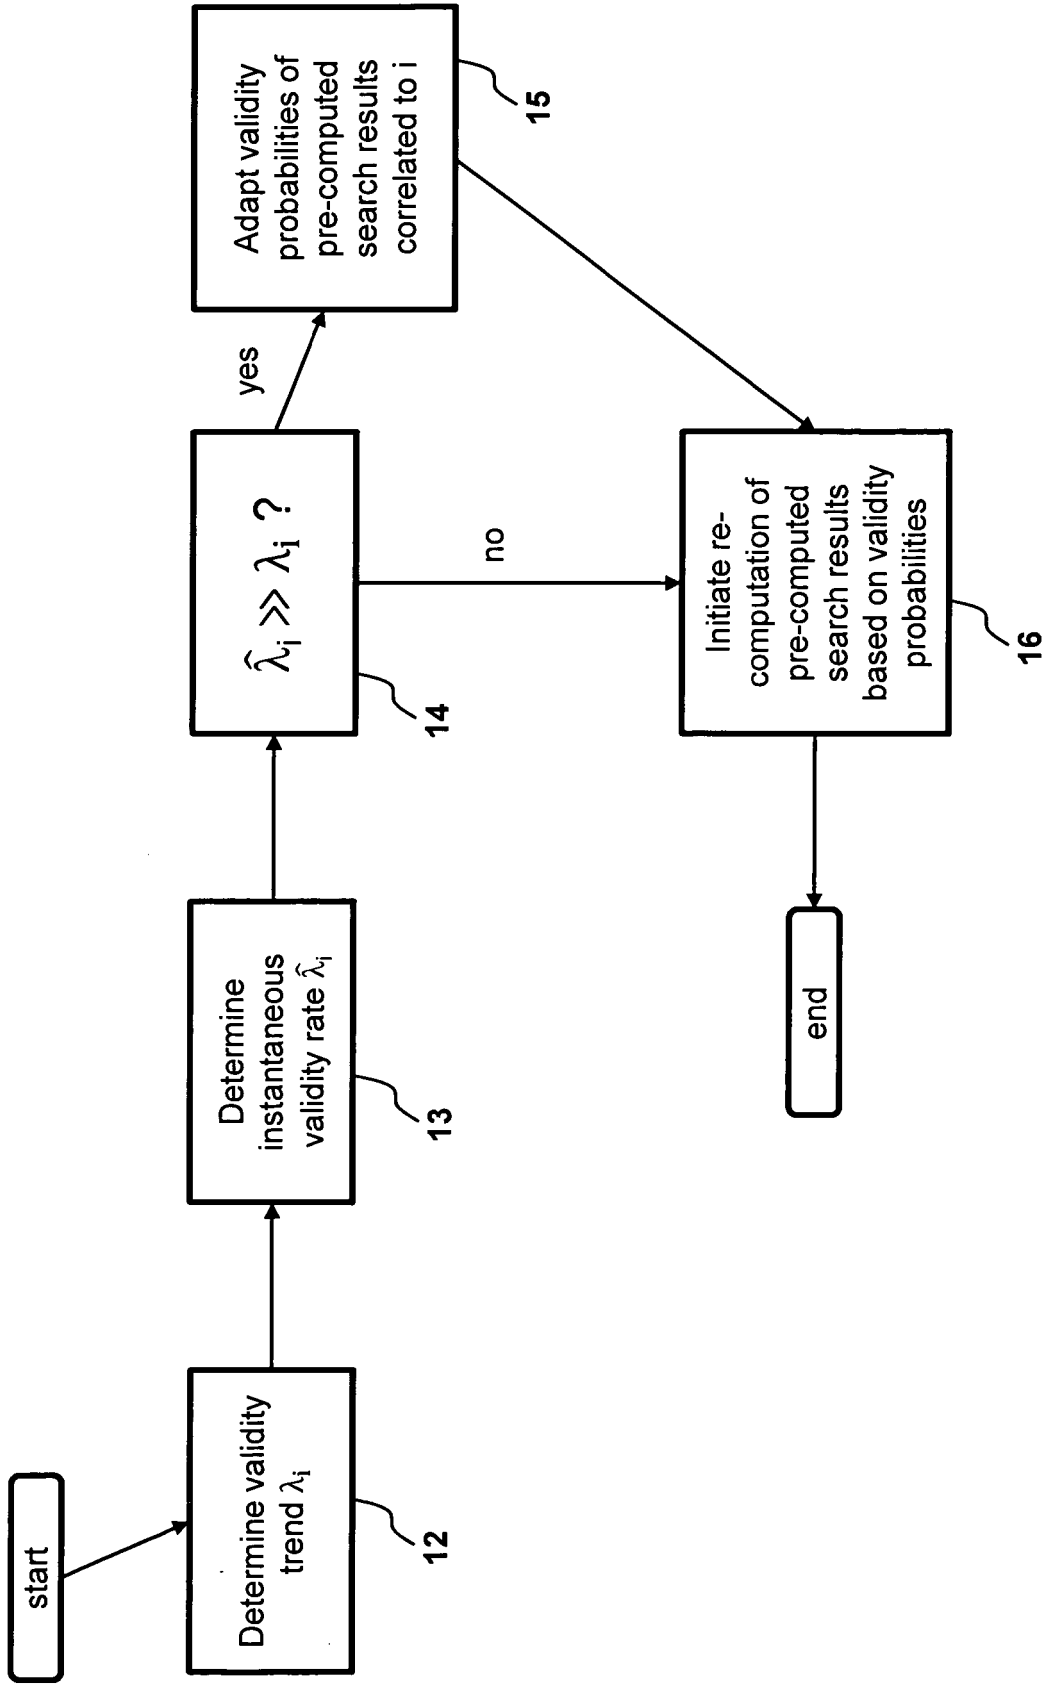 start
Determine validity
trend λi
12
Determine
instantaneous
validity rate λ̂i
13
λ̂i ≫ λi ?
14
yes
Adapt validity
probabilities of
pre-computed
search results
correlated to i
15
no
Initiate re-
computation of
pre-computed
search results
based on validity
probabilities
16
end